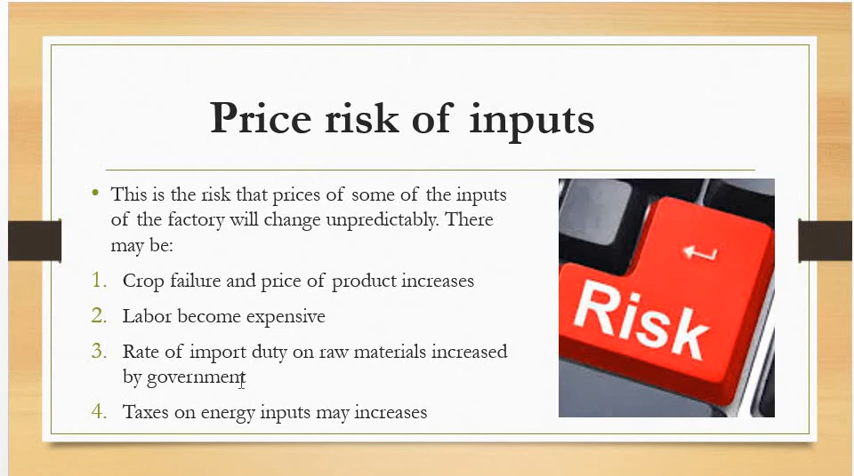 Price risk of inputs
• This is the risk that prices of some of the inputs
of the factory will change unpredictably. There
may be:
1. Crop failure and price of product increases
2. Labor become expensive
3. Rate of import duty on raw materials increased
by government
4. Taxes on energy inputs may increases
Risk